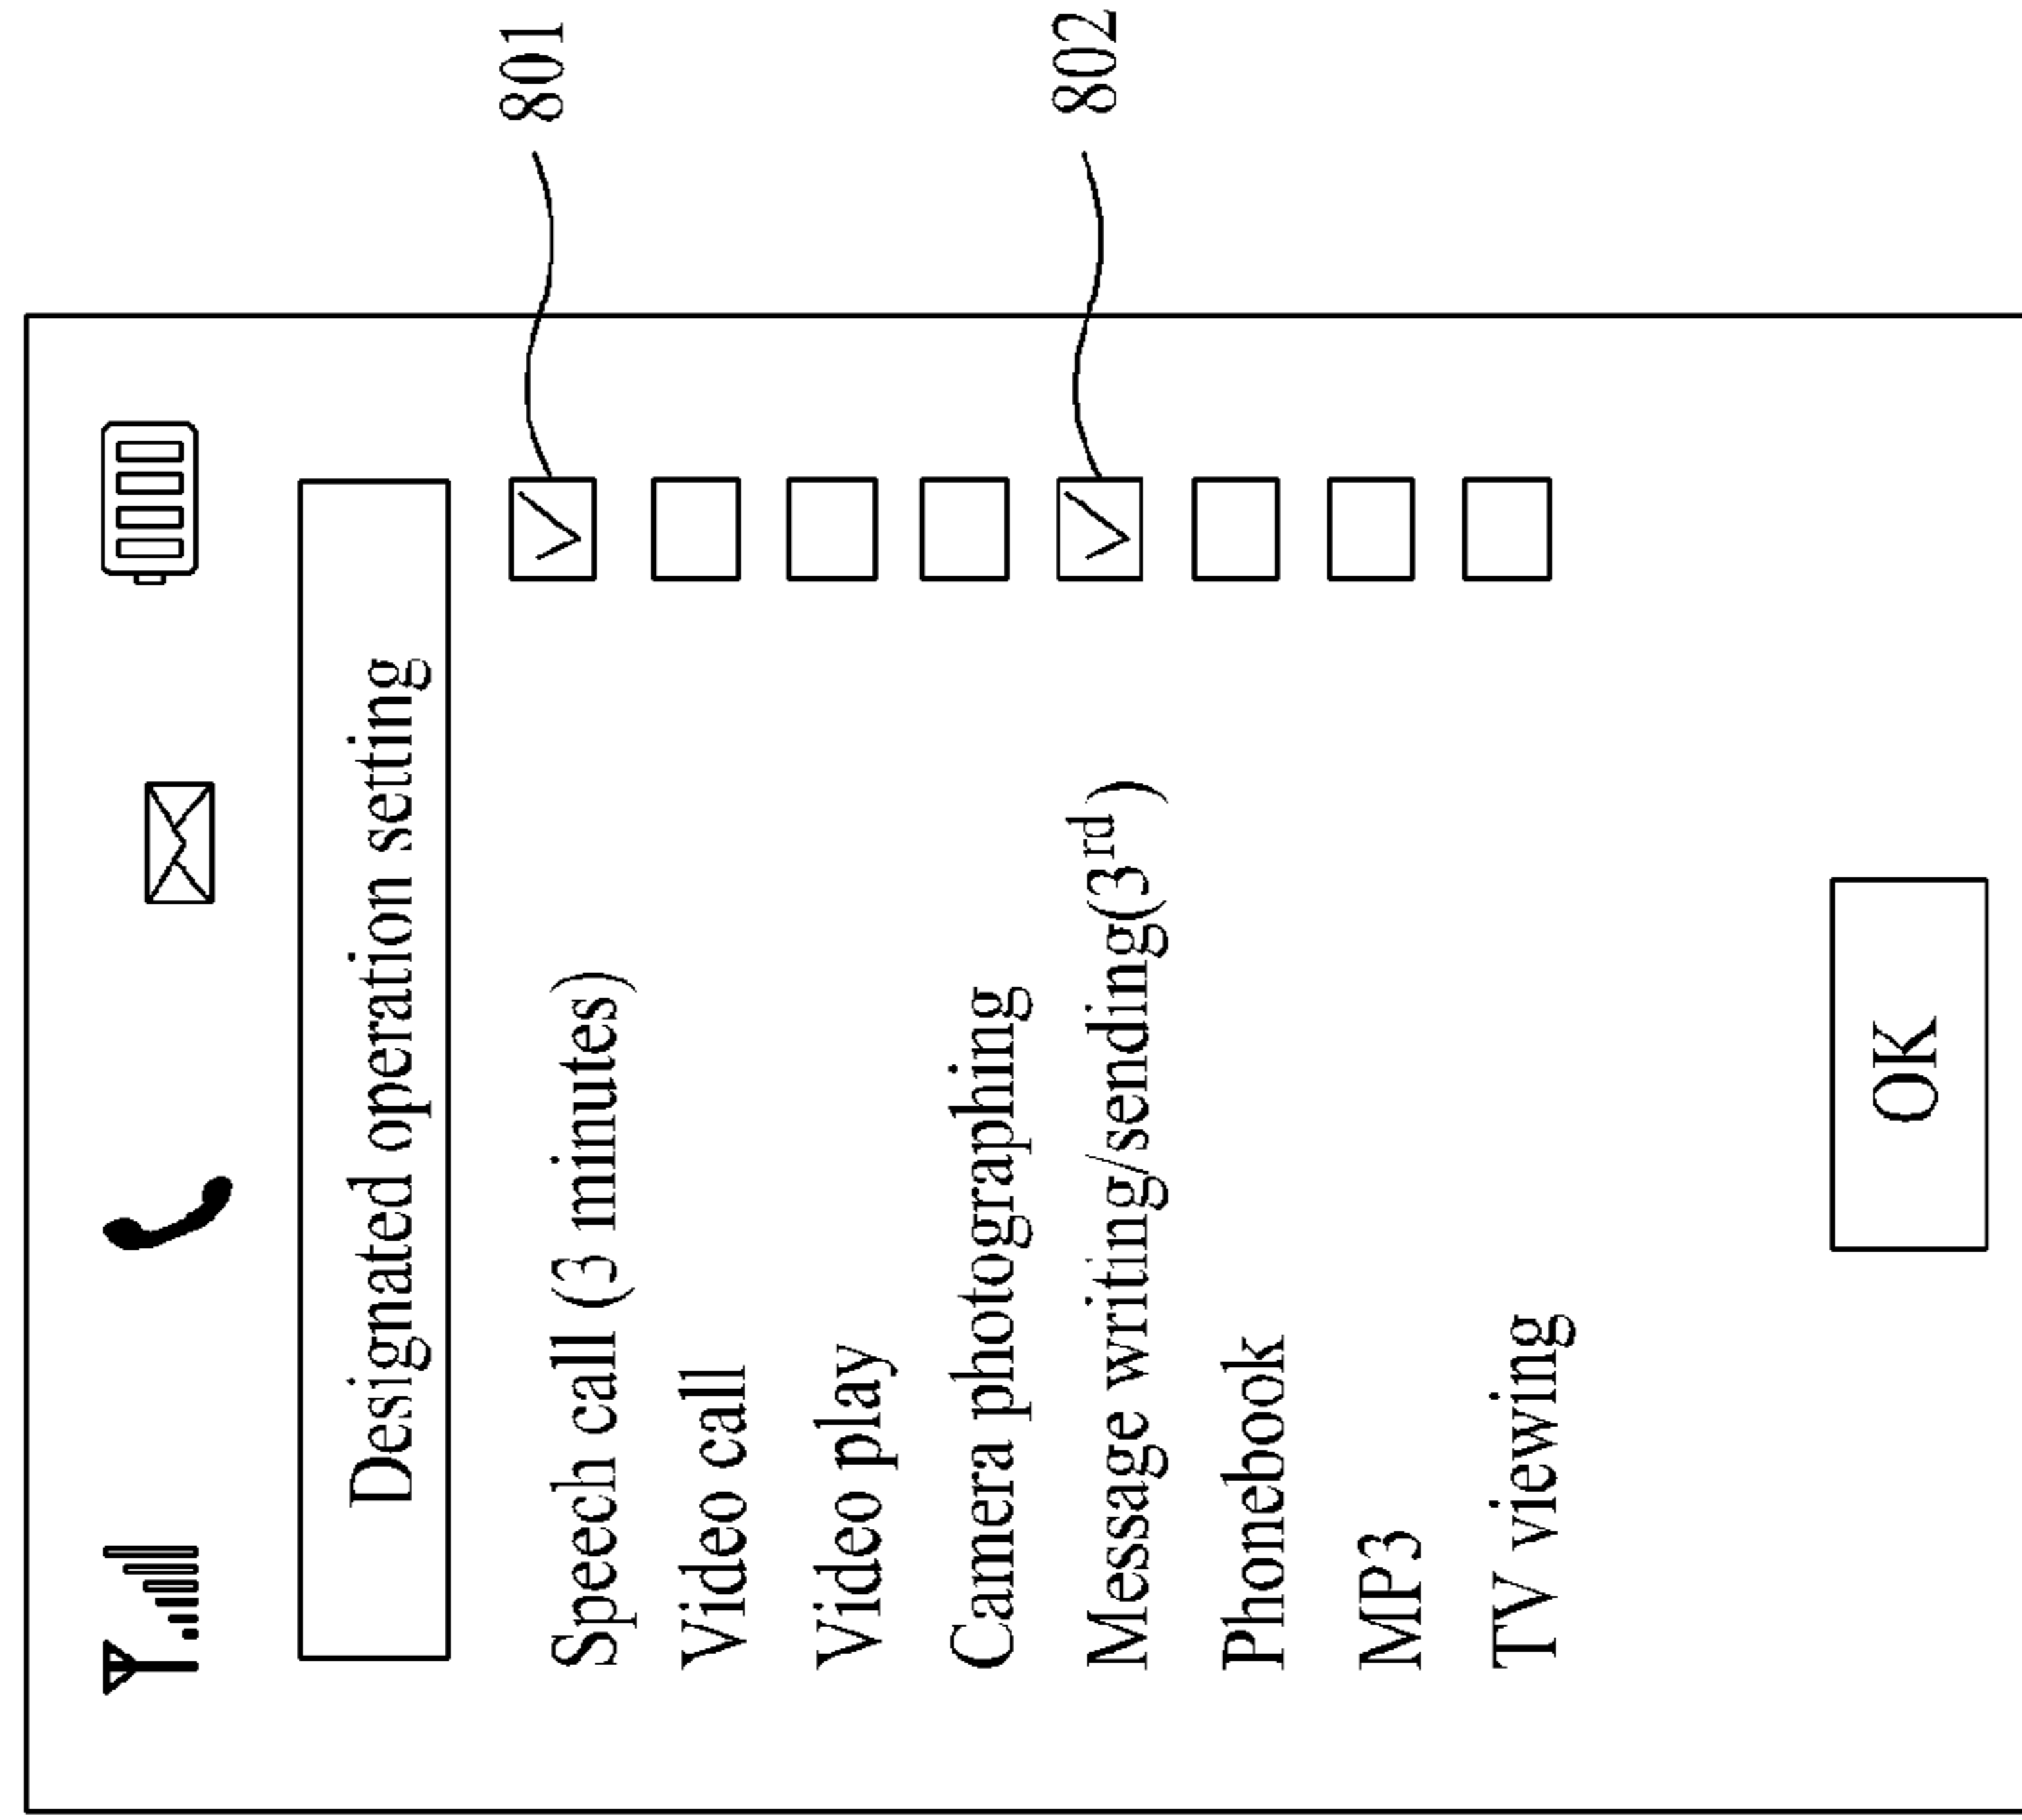 Designated operation setting
Speech call (3 minutes)
801
Video call
Video play
Camera photographing
Message writing/sending(3rd)
802
Phonebook
MP3
TV viewing
OK